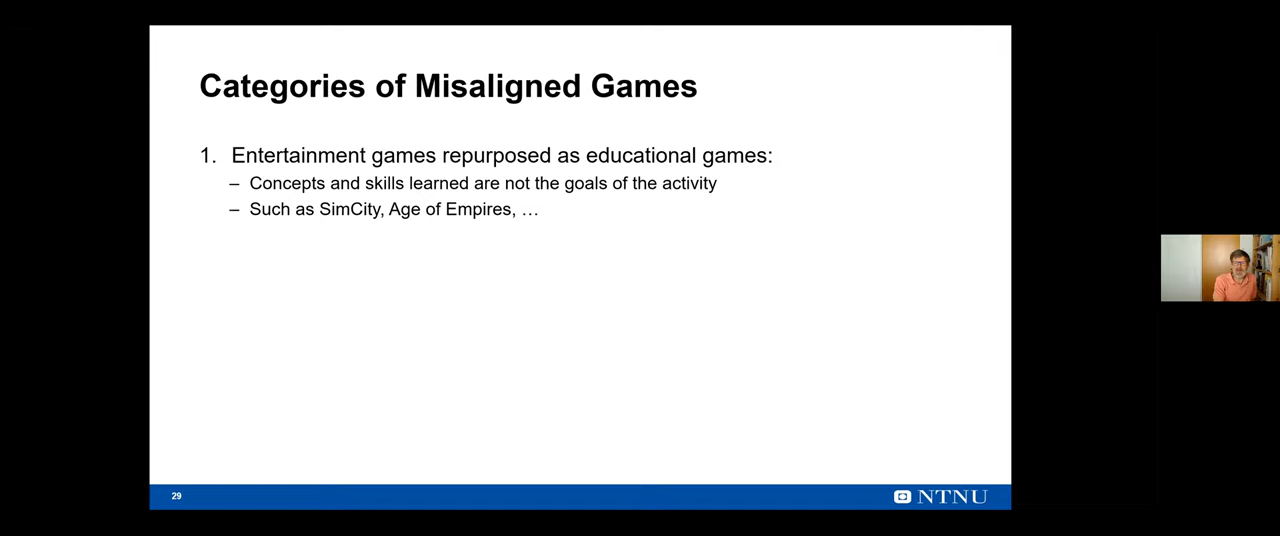 Categories of Misaligned Games
1. Entertainment games repurposed as educational games:
– Concepts and skills learned are not the goals of the activity
– Such as SimCity, Age of Empires, …
29
NTNU